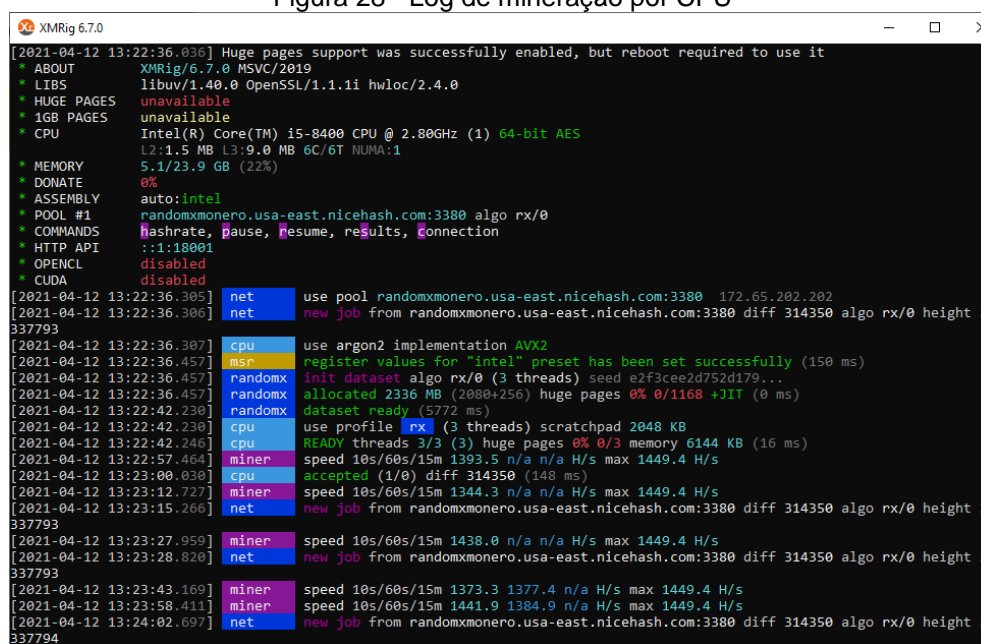 Figura 28 - Log de mineração por CPU
XMRig 6.7.0
[2021-04-12 13:22:36.036] Huge pages support was successfully enabled, but reboot required to use it
* ABOUT XMRig/6.7.0 MSVC/2019
* LIBS libuv/1.40.0 OpenSSL/1.1.1i hwloc/2.4.0
* HUGE PAGES unavailable
* 1GB PAGES unavailable
* CPU Intel(R) Core(TM) i5-8400 CPU @ 2.80GHz (1) 64-bit AES
L2:1.5 MB L3:9.0 MB 6C/6T NUMA:1
* MEMORY 5.1/23.9 GB (22%)
* DONATE 0%
* ASSEMBLY auto:intel
* POOL #1 randomxmonero.usa-east.nicehash.com:3380 algo rx/0
* COMMANDS hashrate, pause, resume, results, connection
* HTTP API ::1:18001
* OPENCL disabled
* CUDA disabled
[2021-04-12 13:22:36.305] net use pool randomxmonero.usa-east.nicehash.com:3380 172.65.202.202
[2021-04-12 13:22:36.306] net new job from randomxmonero.usa-east.nicehash.com:3380 diff 314350 algo rx/0 height
337793
[2021-04-12 13:22:36.307] cpu use argon2 implementation AVX2
[2021-04-12 13:22:36.457] msr register values for "intel" preset has been set successfully (150 ms)
[2021-04-12 13:22:36.457] randomx init dataset algo rx/0 (3 threads) seed e2f3cee2d752d179...
[2021-04-12 13:22:36.457] randomx allocated 2336 MB (2080+256) huge pages 0% 0/1168 +JIT (0 ms)
[2021-04-12 13:22:42.230] randomx dataset ready (5772 ms)
[2021-04-12 13:22:42.230] cpu use profile rx (3 threads) scratchpad 2048 KB
[2021-04-12 13:22:42.246] cpu READY threads 3/3 (3) huge pages 0% 0/3 memory 6144 KB (16 ms)
[2021-04-12 13:22:57.464] miner speed 10s/60s/15m 1393.5 n/a n/a H/s max 1449.4 H/s
[2021-04-12 13:23:00.030] cpu accepted (1/0) diff 314350 (148 ms)
[2021-04-12 13:23:12.727] miner speed 10s/60s/15m 1344.3 n/a n/a H/s max 1449.4 H/s
[2021-04-12 13:23:15.266] net new job from randomxmonero.usa-east.nicehash.com:3380 diff 314350 algo rx/0 height
337793
[2021-04-12 13:23:27.959] miner speed 10s/60s/15m 1438.0 n/a n/a H/s max 1449.4 H/s
[2021-04-12 13:23:28.820] net new job from randomxmonero.usa-east.nicehash.com:3380 diff 314350 algo rx/0 height
337793
[2021-04-12 13:23:43.169] miner speed 10s/60s/15m 1373.3 1377.4 n/a H/s max 1449.4 H/s
[2021-04-12 13:23:58.411] miner speed 10s/60s/15m 1441.9 1384.9 n/a H/s max 1449.4 H/s
[2021-04-12 13:24:02.697] net new job from randomxmonero.usa-east.nicehash.com:3380 diff 314350 algo rx/0 height
337794